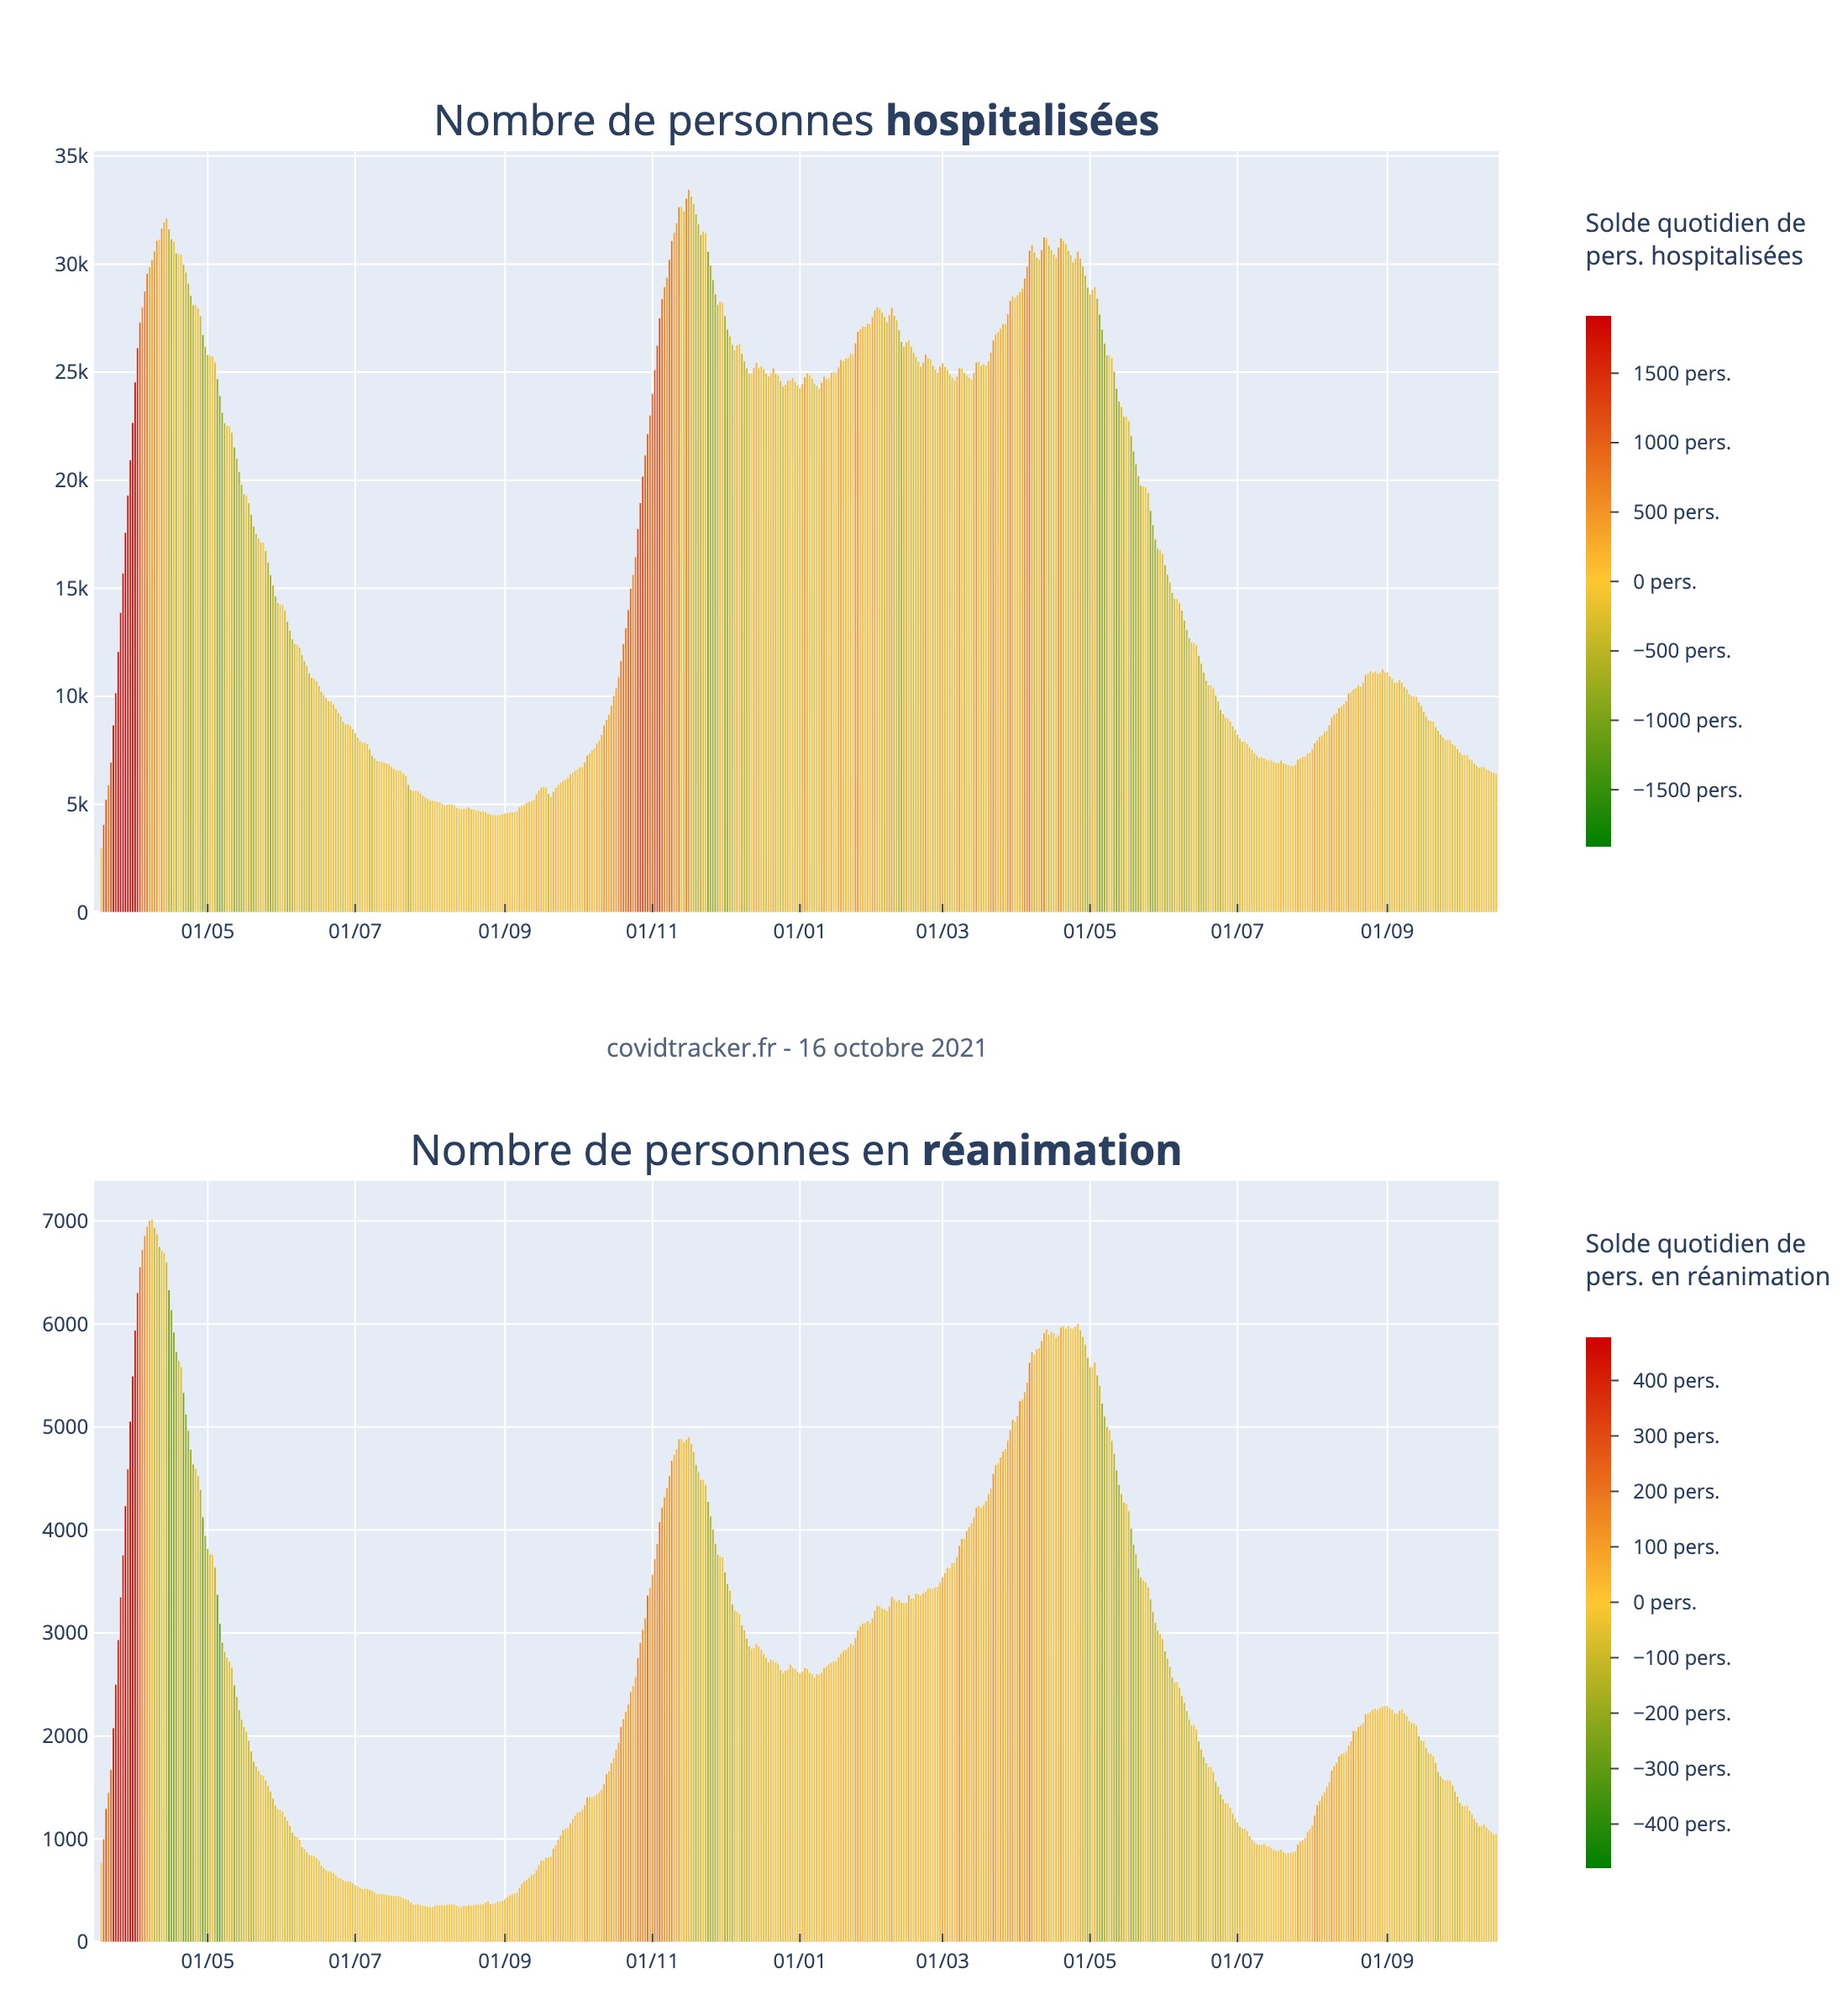 Nombre de personnes hospitalisées
35k
30k
25k
20k
15k
10k
5k
0
01/05 01/07 01/09 01/11 01/01 01/03 01/05 01/07 01/09
Solde quotidien de
pers. hospitalisées
1500 pers.
1000 pers.
500 pers.
0 pers.
−500 pers.
−1000 pers.
−1500 pers.
covidtracker.fr - 16 octobre 2021
Nombre de personnes en réanimation
7000
6000
5000
4000
3000
2000
1000
0
01/05 01/07 01/09 01/11 01/01 01/03 01/05 01/07 01/09
Solde quotidien de
pers. en réanimation
400 pers.
300 pers.
200 pers.
100 pers.
0 pers.
−100 pers.
−200 pers.
−300 pers.
−400 pers.